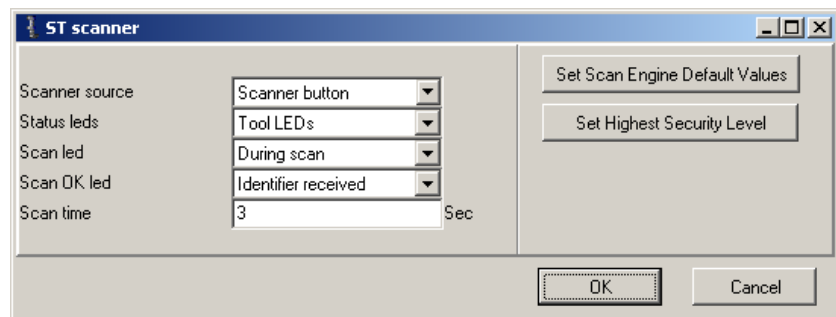 ST scanner
Scanner source Scanner button
Status leds Tool LEDs
Scan led During scan
Scan OK led Identifier received
Scan time 3 Sec
Set Scan Engine Default Values
Set Highest Security Level
OK Cancel